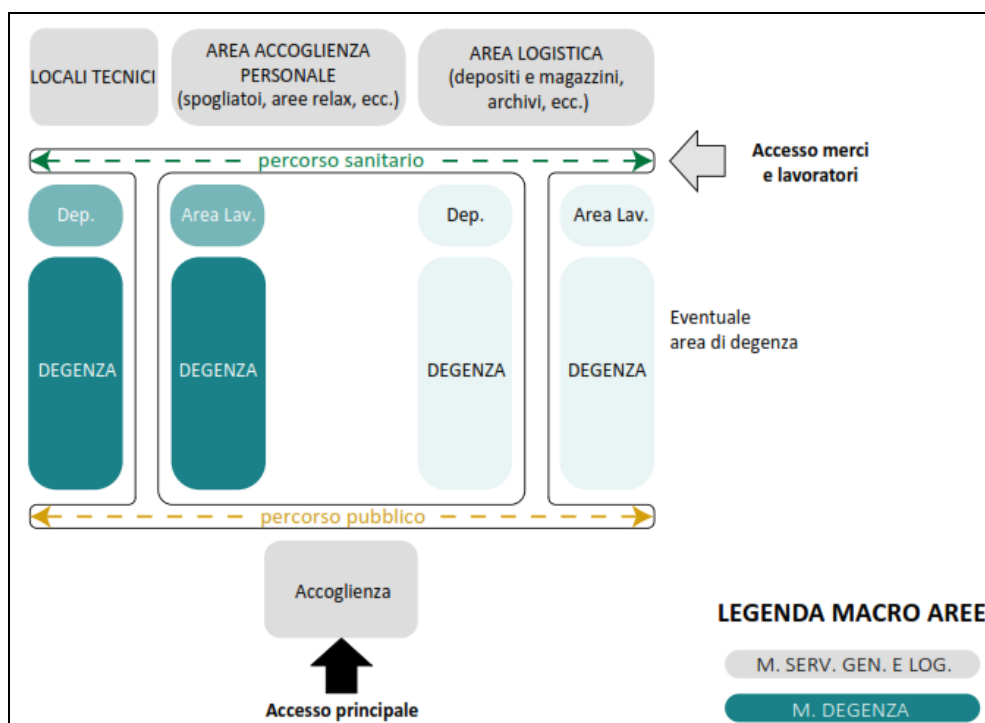 LOCALI TECNICI
AREA ACCOGLIENZA
PERSONALE
(spogliatoi, aree relax, ecc.)
AREA LOGISTICA
(depositi e magazzini,
archivi, ecc.)
percorso sanitario
Accesso merci
e lavoratori
Dep.
Area Lav.
Dep.
Area Lav.
DEGENZA
DEGENZA
DEGENZA
DEGENZA
Eventuale
area di degenza
percorso pubblico
Accoglienza
Accesso principale
LEGENDA MACRO AREE
M. SERV. GEN. E LOG.
M. DEGENZA